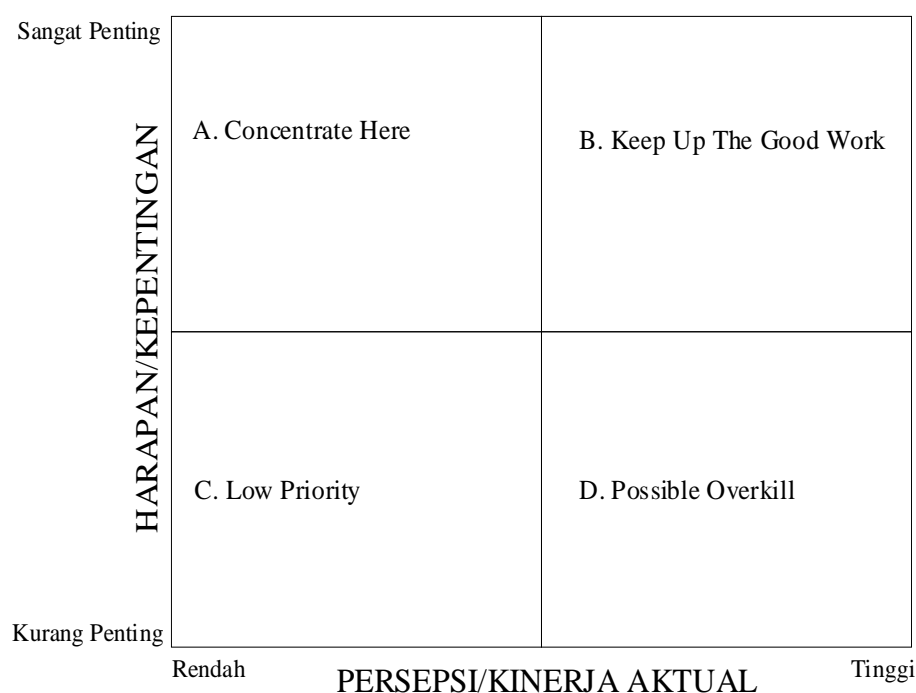 Sangat Penting
A. Concentrate Here
B. Keep Up The Good Work
HARAPAN/KEPENTINGAN
C. Low Priority
D. Possible Overkill
Kurang Penting
Rendah
PERSEPSI/KINERJA AKTUAL
Tinggi